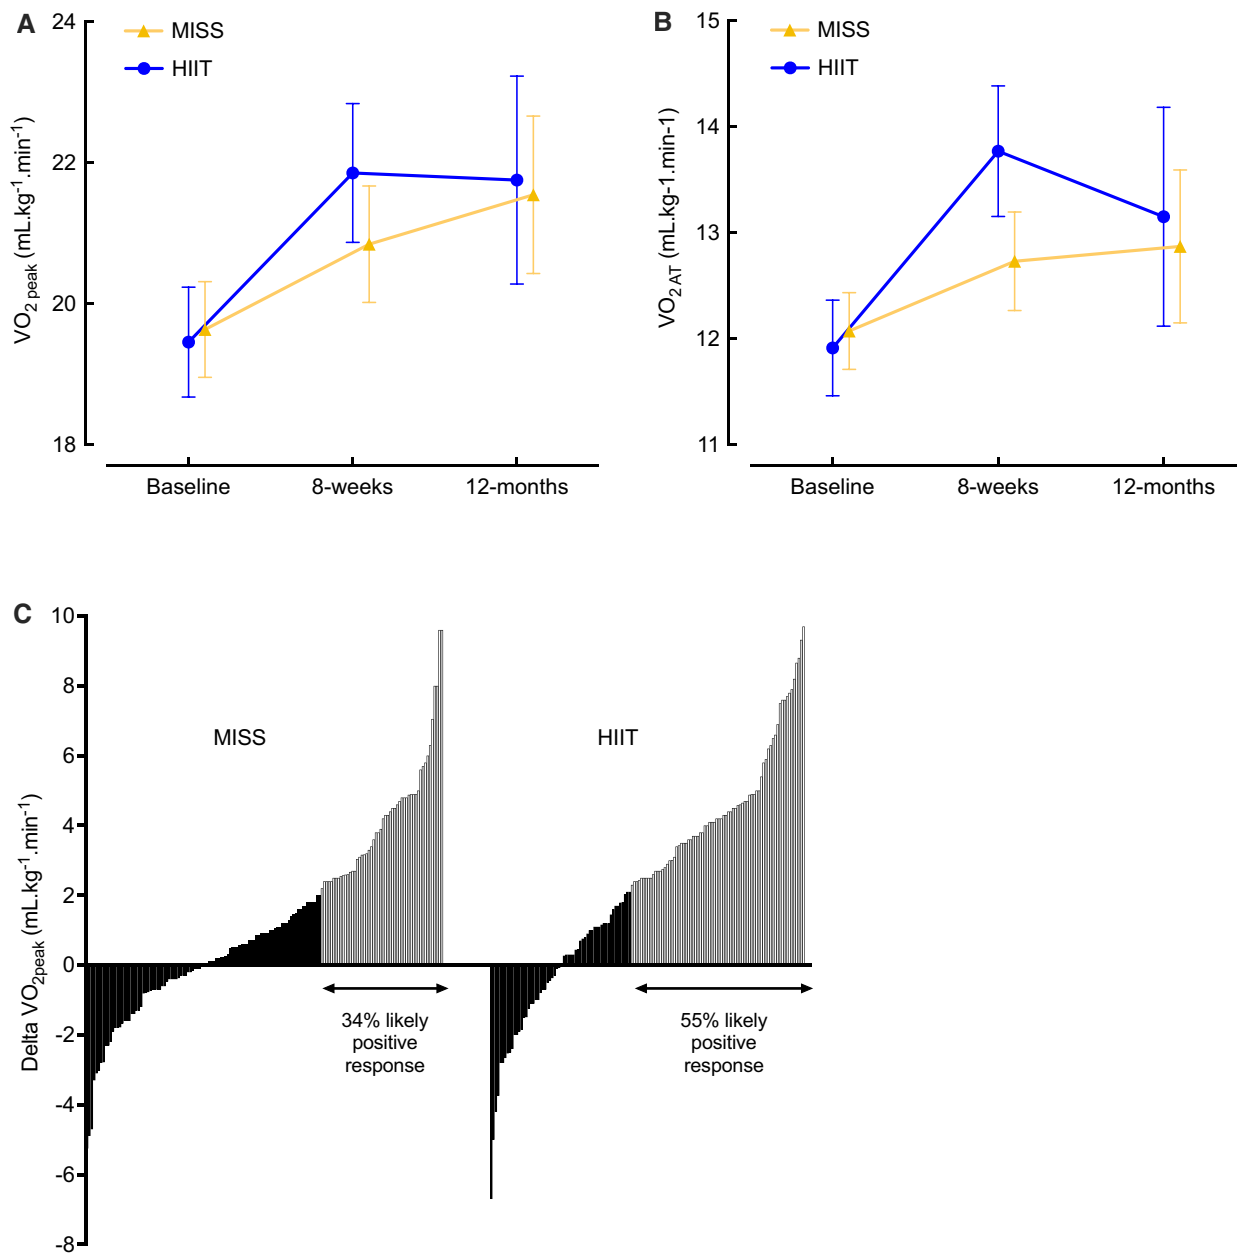 A
MISS
HIIT
VO2 peak (mL.kg-1.min-1)
24
22
20
18
Baseline
8-weeks
12-months
B
MISS
HIIT
VO2 AT (mL.kg-1.min-1)
15
14
13
12
11
Baseline
8-weeks
12-months
C
Delta VO2peak (mL.kg-1.min-1)
10
8
6
4
2
0
-2
-4
-6
-8
MISS
HIIT
34% likely
positive
response
55% likely
positive
response